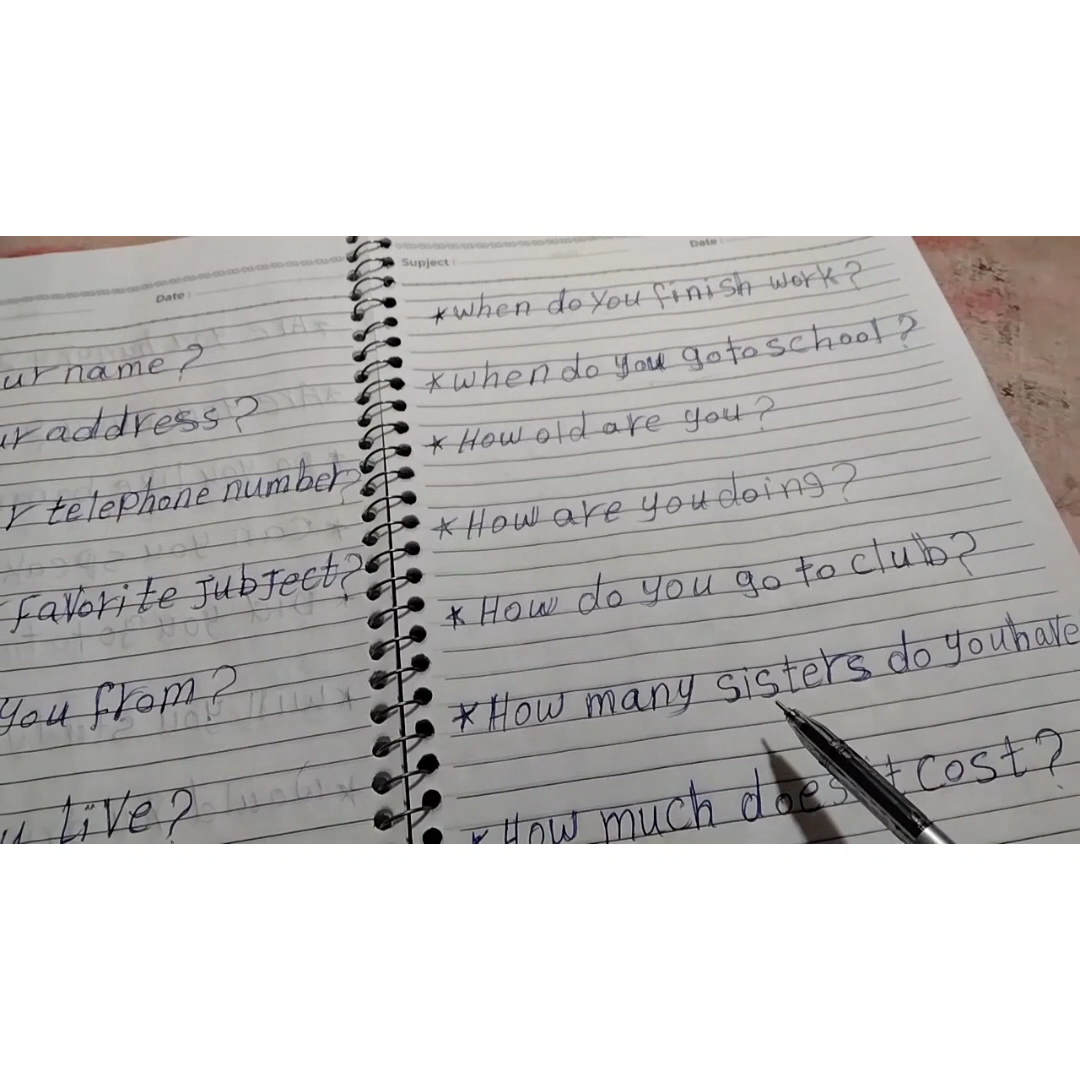 Date:
ur name?
ur address?
r telephone number?
favorite subject?
you from?
u live?
Supject:
Date:
*when do you finish work?
*when do you go to school?
*How old are you?
*How are you doing?
*How do you go to club?
*How many sisters do you have
*How much does it cost?